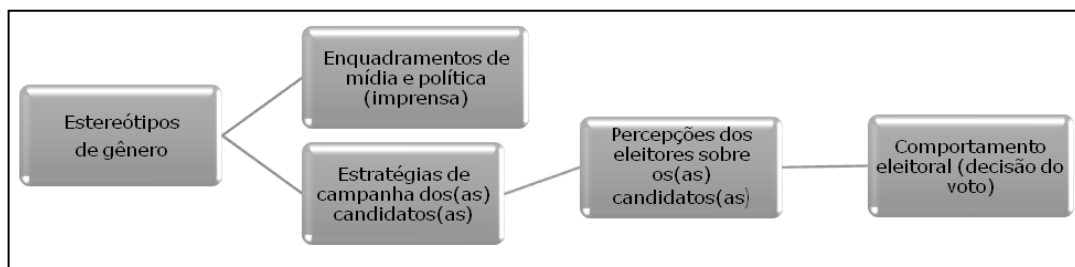 Estereótipos
de gênero
Enquadramentos de
mídia e política
(imprensa)
Estratégias de
campanha dos(as)
candidatos(as)
Percepções dos
eleitores sobre
os(as)
candidatos(as)
Comportamento
eleitoral (decisão do
voto)